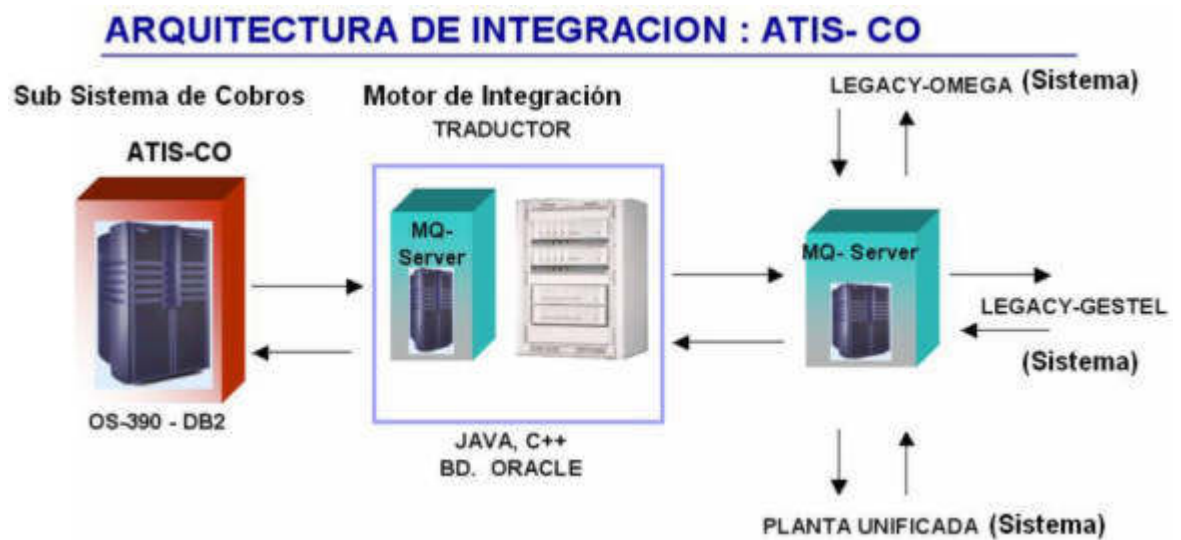 ARQUITECTURA DE INTEGRACION : ATIS- CO
Sub Sistema de Cobros
ATIS-CO
OS-390 - DB2
Motor de Integración
TRADUCTOR
MQ-
Server
JAVA, C++
BD. ORACLE
LEGACY-OMEGA (Sistema)
MQ- Server
LEGACY-GESTEL
(Sistema)
PLANTA UNIFICADA (Sistema)